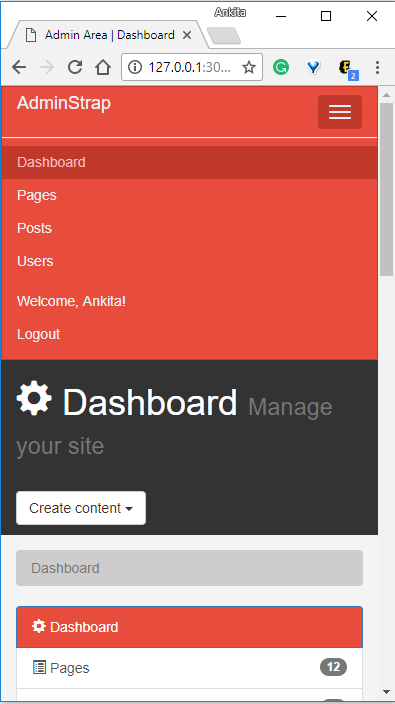 Ankita
Admin Area | Dashboard
127.0.0.1:30...
2
AdminStrap
Dashboard
Pages
Posts
Users
Welcome, Ankita!
Logout
Dashboard Manage
your site
Create content
Dashboard
Dashboard
Pages 12